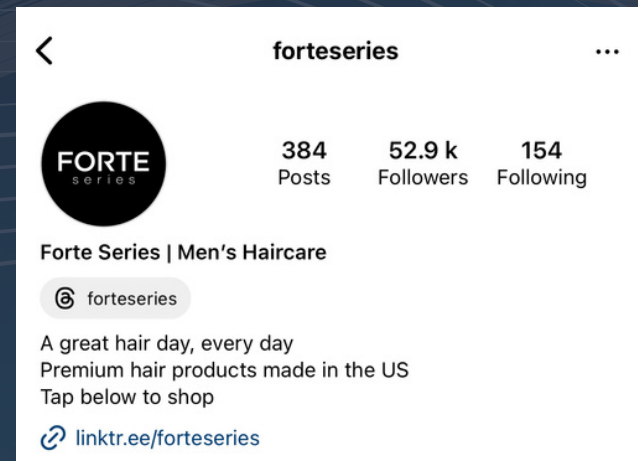 forteseries
FORTE
series
384
Posts
52.9 k
Followers
154
Following
Forte Series | Men's Haircare
forteseries
A great hair day, every day
Premium hair products made in the US
Tap below to shop
linktr.ee/forteseries